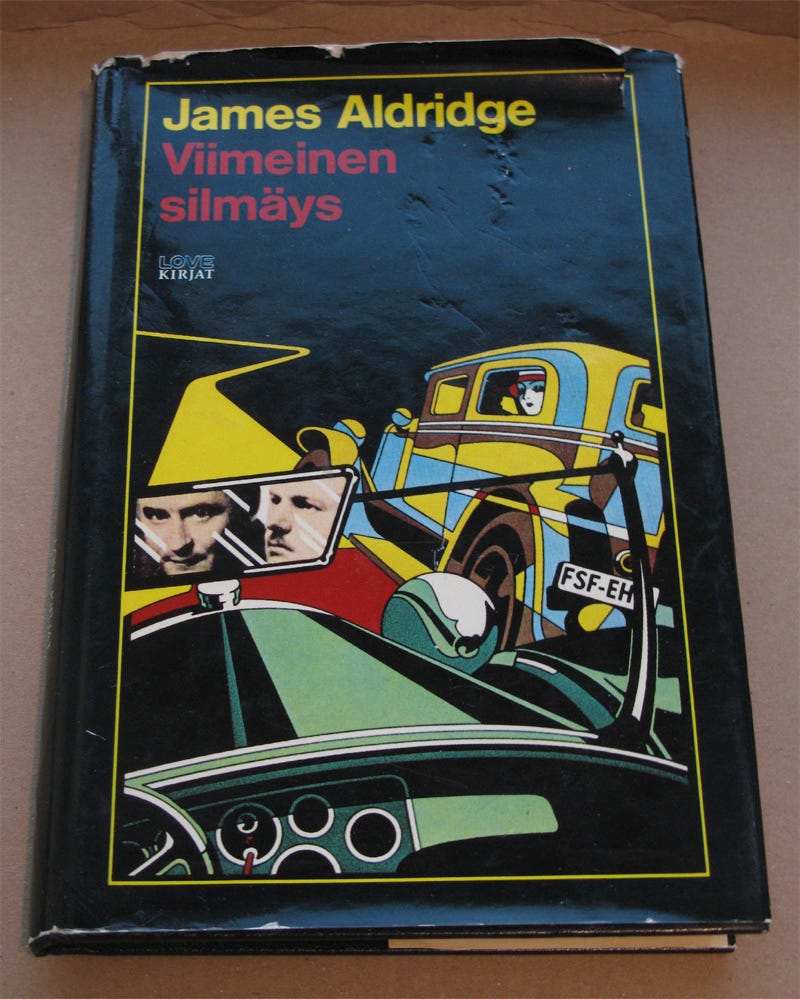 James Aldridge
Viimeinen
silmäys
LOVE
KIRJAT
FSF-EH